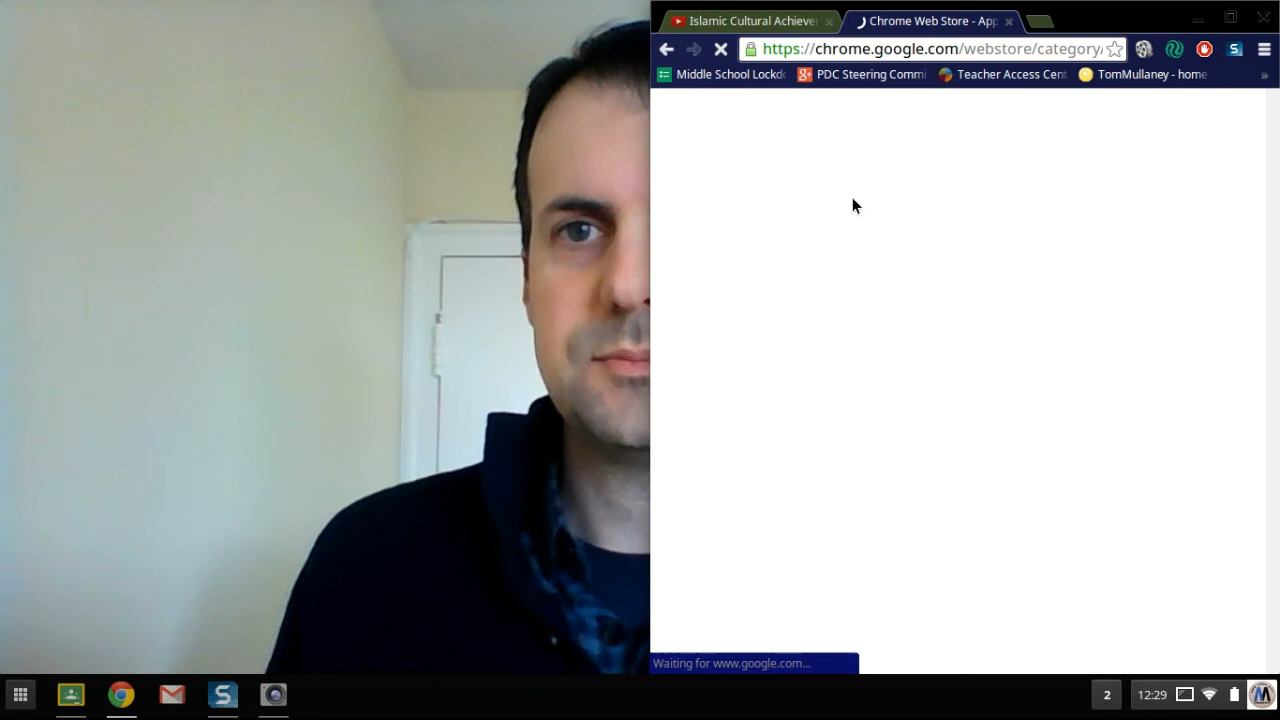 Islamic Cultural Achiever
Chrome Web Store - App
https://chrome.google.com/webstore/category/
Middle School Lockdo
PDC Steering Commi
Teacher Access Cent
TomMullaney - home
Waiting for www.google.com...
2
12:29